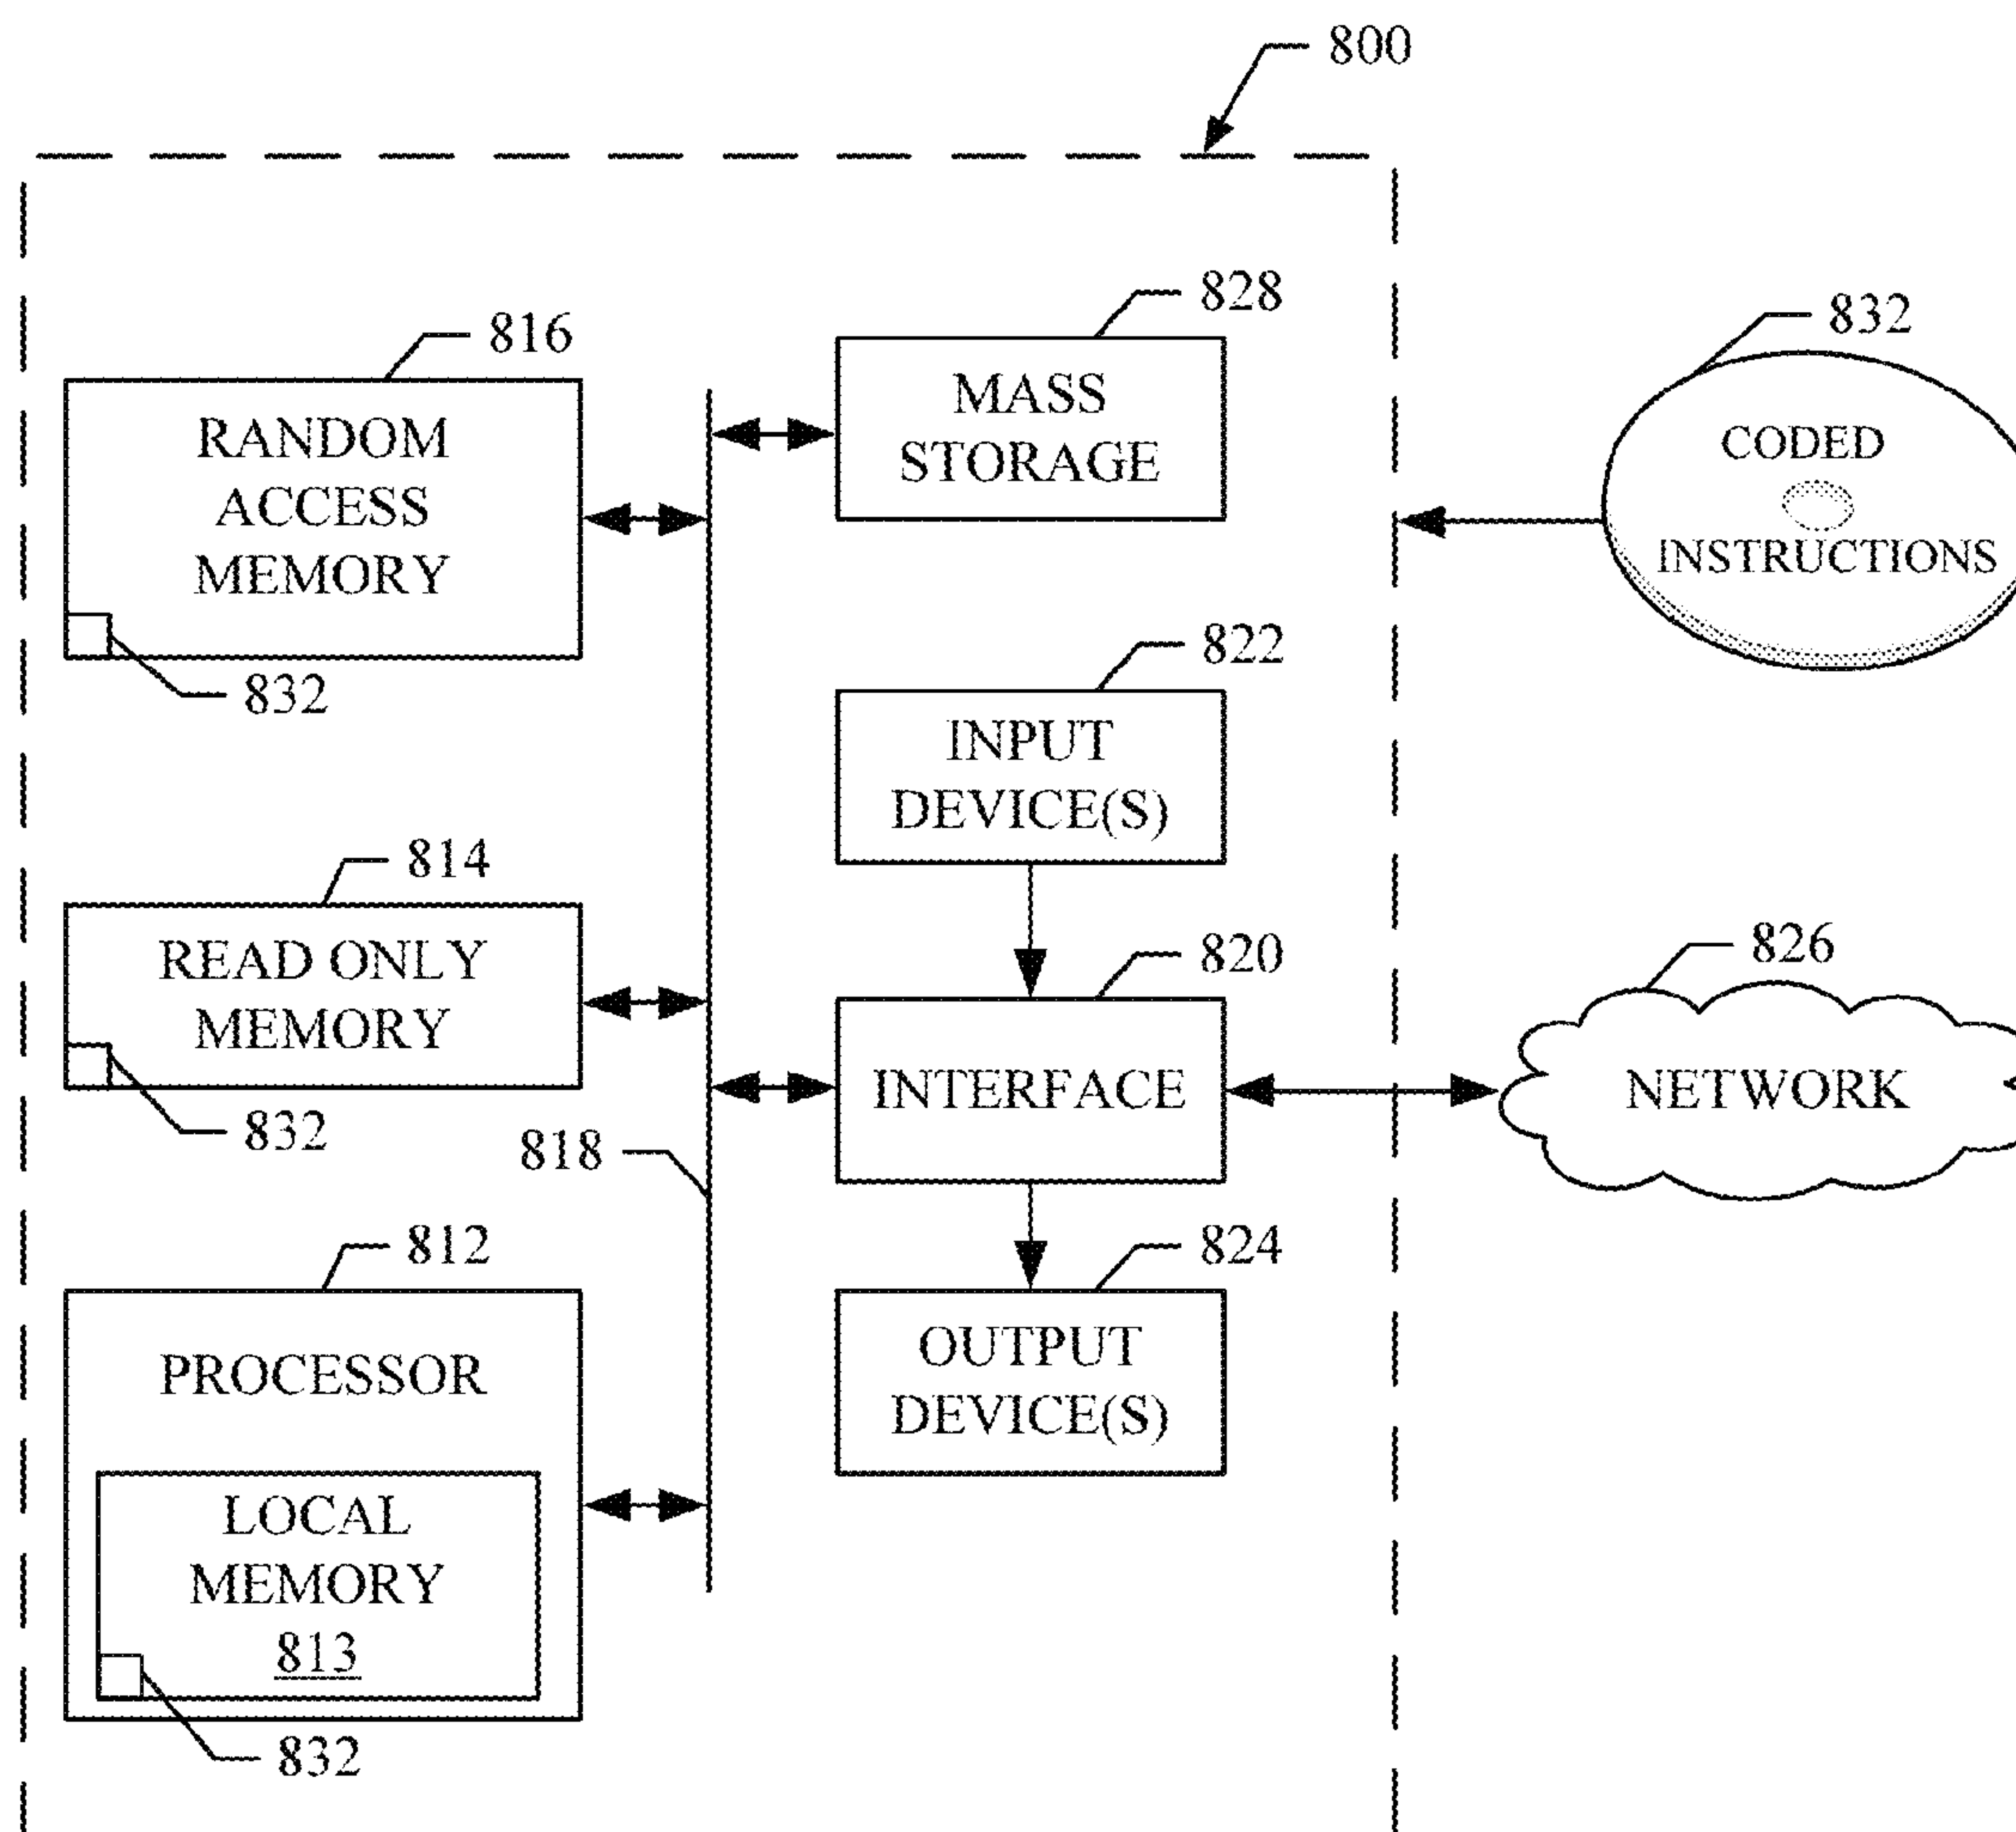 800
828
MASS
STORAGE
816
RANDOM
ACCESS
MEMORY
832
832
CODED
INSTRUCTIONS
822
INPUT
DEVICE(S)
814
READ ONLY
MEMORY
832
820
INTERFACE
826
NETWORK
818
812
PROCESSOR
LOCAL
MEMORY
813
832
824
OUTPUT
DEVICE(S)